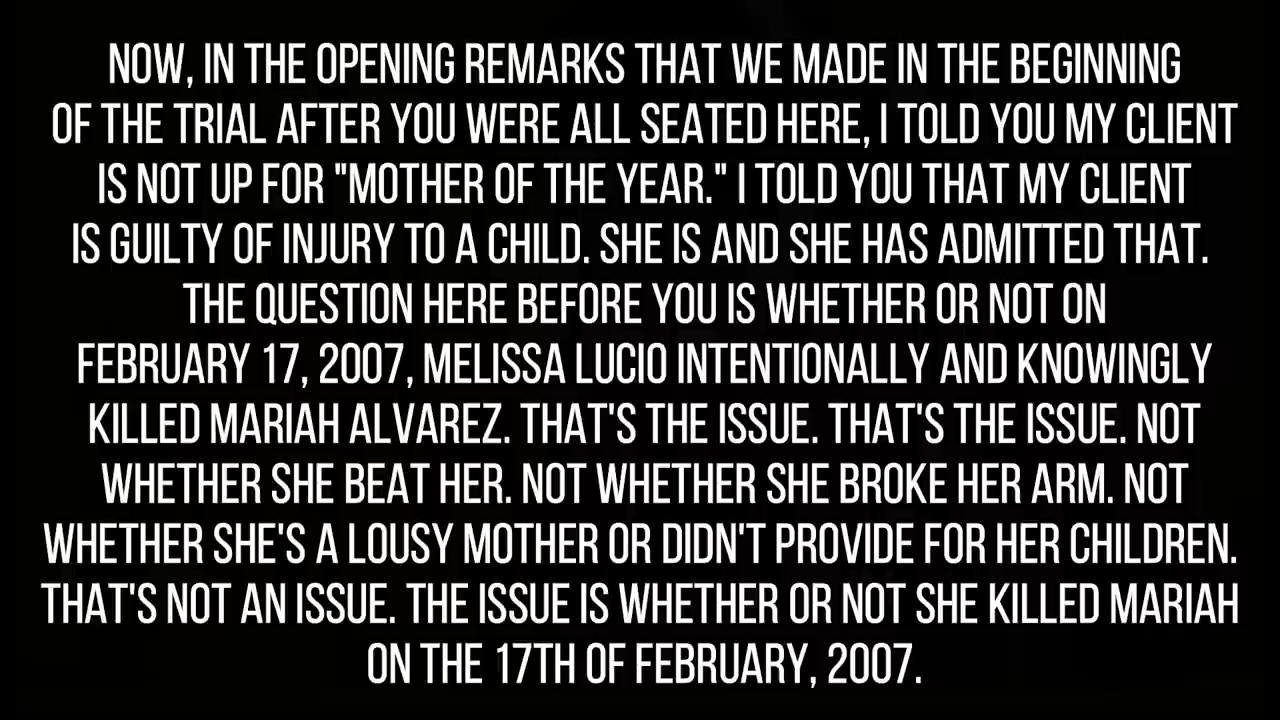 NOW, IN THE OPENING REMARKS THAT WE MADE IN THE BEGINNING
OF THE TRIAL AFTER YOU WERE ALL SEATED HERE, I TOLD YOU MY CLIENT
IS NOT UP FOR "MOTHER OF THE YEAR." I TOLD YOU THAT MY CLIENT
IS GUILTY OF INJURY TO A CHILD. SHE IS AND SHE HAS ADMITTED THAT.
THE QUESTION HERE BEFORE YOU IS WHETHER OR NOT ON
FEBRUARY 17, 2007, MELISSA LUCIO INTENTIONALLY AND KNOWINGLY
KILLED MARIAH ALVAREZ. THAT'S THE ISSUE. THAT'S THE ISSUE. NOT
WHETHER SHE BEAT HER. NOT WHETHER SHE BROKE HER ARM. NOT
WHETHER SHE'S A LOUSY MOTHER OR DIDN'T PROVIDE FOR HER CHILDREN.
THAT'S NOT AN ISSUE. THE ISSUE IS WHETHER OR NOT SHE KILLED MARIAH
ON THE 17TH OF FEBRUARY, 2007.